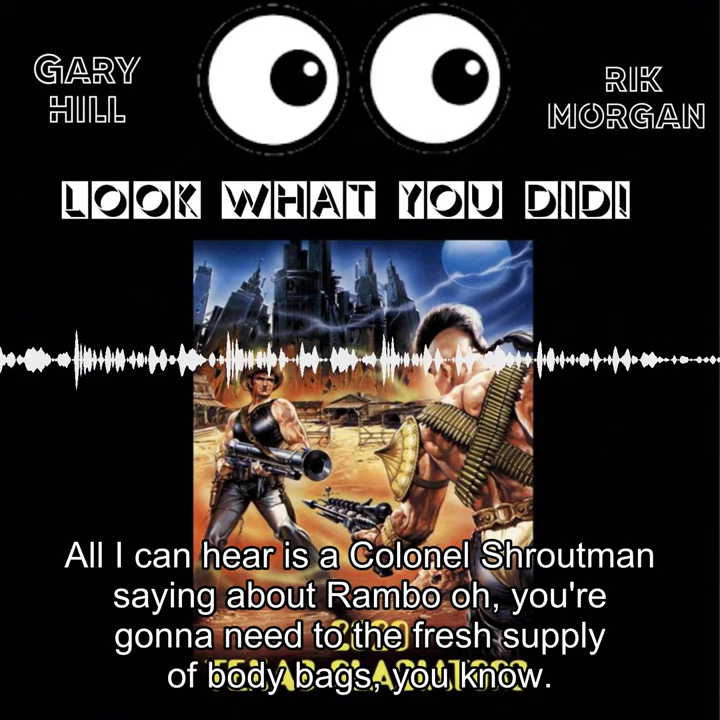 GARY
HILL
RIK
MORGAN
LOOK WHAT YOU DID!
All I can hear is a Colonel Shroutman
saying about Rambo oh, you're
gonna need to the fresh supply
of body bags, you know.